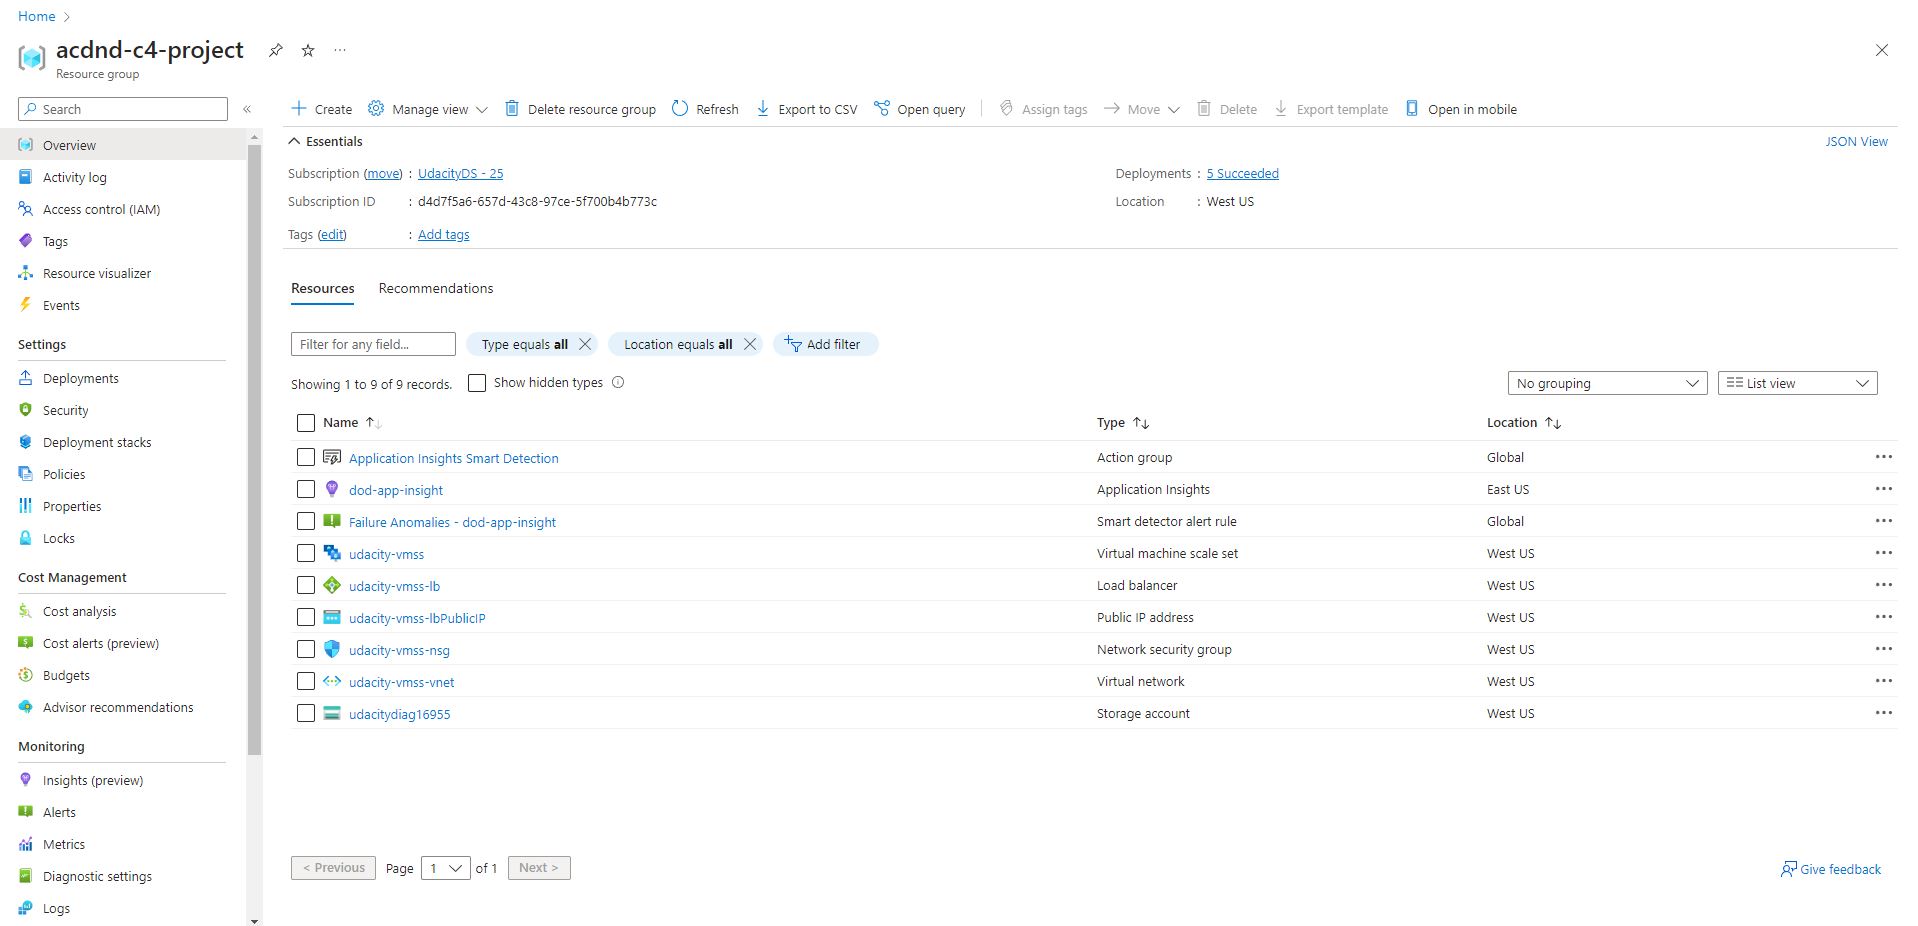 Home
acdnd-c4-project
Resource group
Search
Overview
Activity log
Access control (IAM)
Tags
Resource visualizer
Events
Settings
Deployments
Security
Deployment stacks
Policies
Properties
Locks
Cost Management
Cost analysis
Cost alerts (preview)
Budgets
Advisor recommendations
Monitoring
Insights (preview)
Alerts
Metrics
Diagnostic settings
Logs
Create Manage view Delete resource group Refresh Export to CSV Open query Assign tags Move Delete Export template Open in mobile
Essentials JSON View
Subscription (move) : UdacityDS - 25 Deployments : 5 Succeeded
Subscription ID : d4d7f5a6-657d-43c8-97ce-5f700b4b773c Location : West US
Tags (edit) : Add tags
Resources Recommendations
Filter for any field... Type equals all Location equals all Add filter
Showing 1 to 9 of 9 records. Show hidden types No grouping List view
Name Type Location
Application Insights Smart Detection Action group Global
dod-app-insight Application Insights East US
Failure Anomalies - dod-app-insight Smart detector alert rule Global
udacity-vmss Virtual machine scale set West US
udacity-vmss-lb Load balancer West US
udacity-vmss-lbPublicIP Public IP address West US
udacity-vmss-nsg Network security group West US
udacity-vmss-vnet Virtual network West US
udacitydiag16955 Storage account West US
< Previous Page 1 of 1 Next > Give feedback